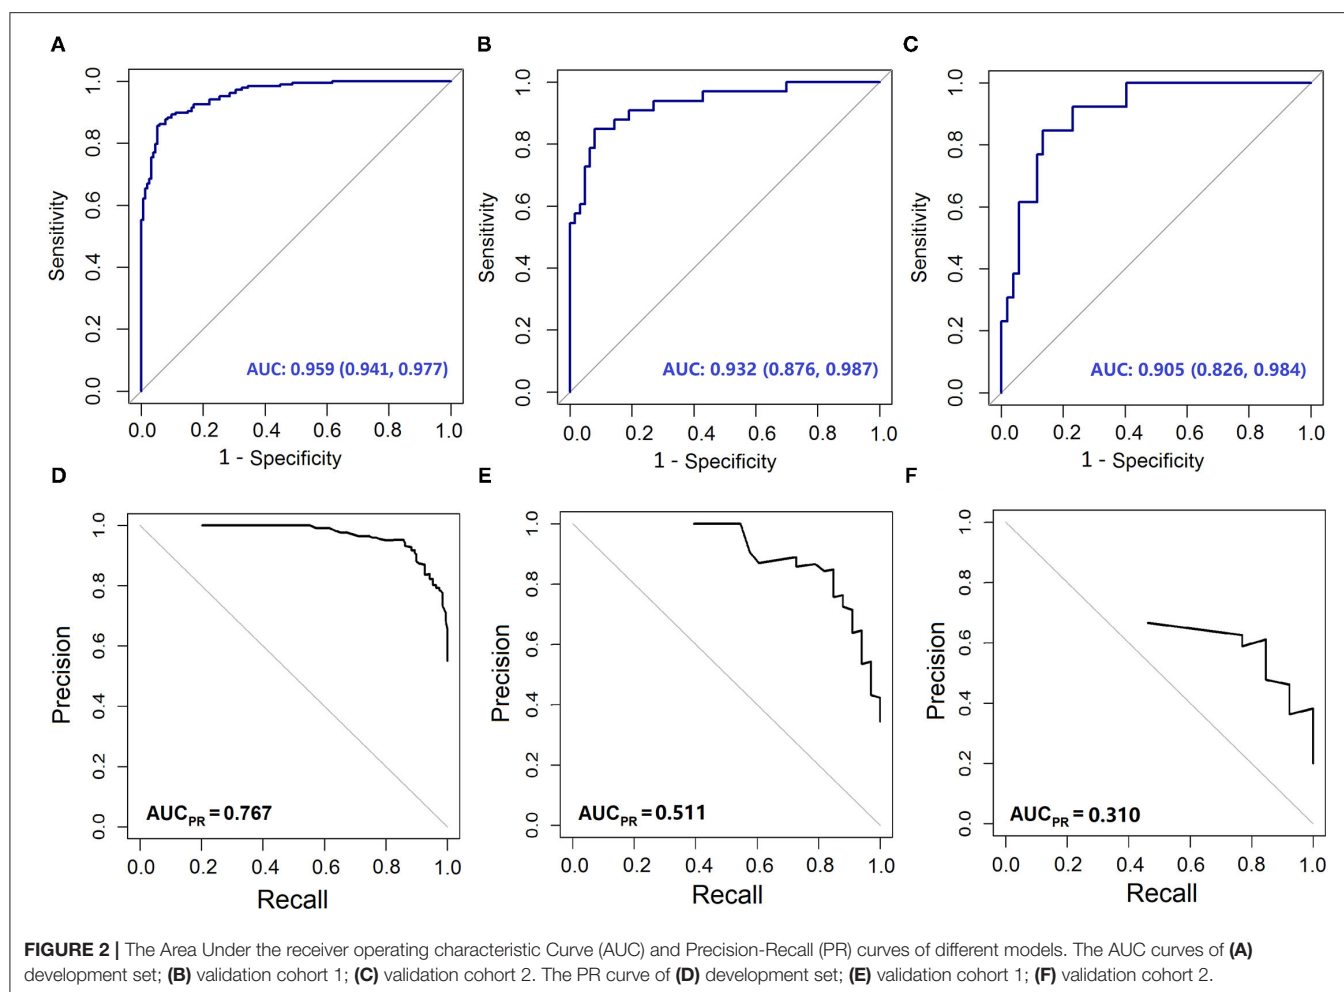 A
B
C
Sensitivity
0.0 0.2 0.4 0.6 0.8 1.0
AUC: 0.959 (0.941, 0.977)
0.0 0.2 0.4 0.6 0.8 1.0
1 - Specificity
Sensitivity
0.0 0.2 0.4 0.6 0.8 1.0
AUC: 0.932 (0.876, 0.987)
0.0 0.2 0.4 0.6 0.8 1.0
1 - Specificity
Sensitivity
0.0 0.2 0.4 0.6 0.8 1.0
AUC: 0.905 (0.826, 0.984)
0.0 0.2 0.4 0.6 0.8 1.0
1 - Specificity
D
E
F
Precision
0.0 0.2 0.4 0.6 0.8 1.0
AUCPR = 0.767
0.0 0.2 0.4 0.6 0.8 1.0
Recall
Precision
0.0 0.2 0.4 0.6 0.8 1.0
AUCPR = 0.511
0.0 0.2 0.4 0.6 0.8 1.0
Recall
Precision
0.0 0.2 0.4 0.6 0.8 1.0
AUCPR = 0.310
0.0 0.2 0.4 0.6 0.8 1.0
Recall
FIGURE 2 | The Area Under the receiver operating characteristic Curve (AUC) and Precision-Recall (PR) curves of different models. The AUC curves of (A)
development set; (B) validation cohort 1; (C) validation cohort 2. The PR curve of (D) development set; (E) validation cohort 1; (F) validation cohort 2.